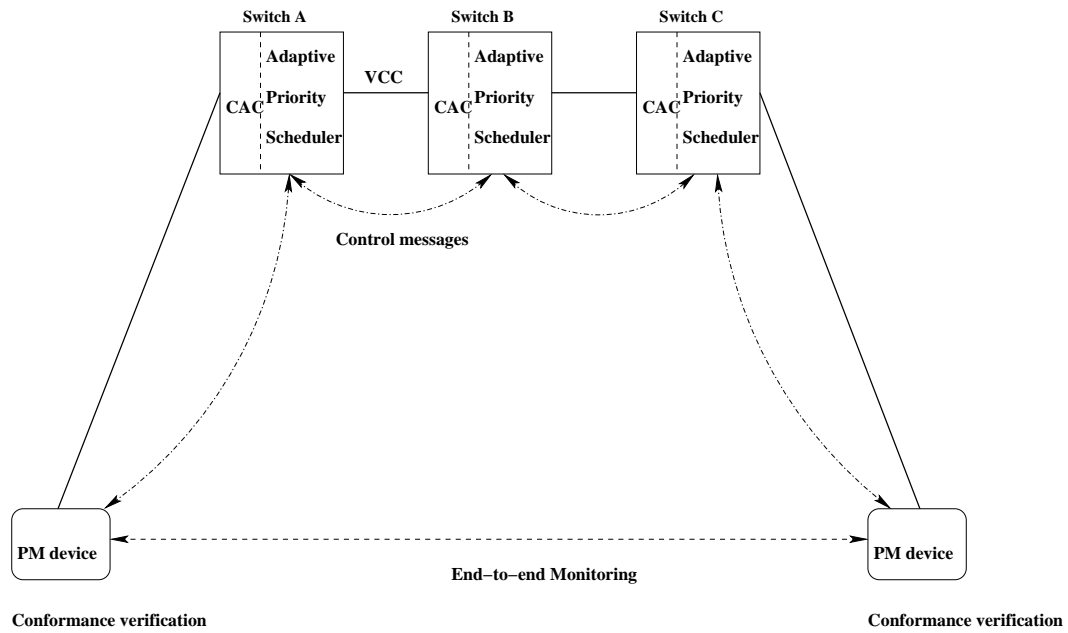 Switch A
Switch B
Switch C
Adaptive
Priority
Scheduler
CAC
VCC
Adaptive
Priority
Scheduler
CAC
Adaptive
Priority
Scheduler
CAC
Control messages
PM device
PM device
End−to−end Monitoring
Conformance verification
Conformance verification